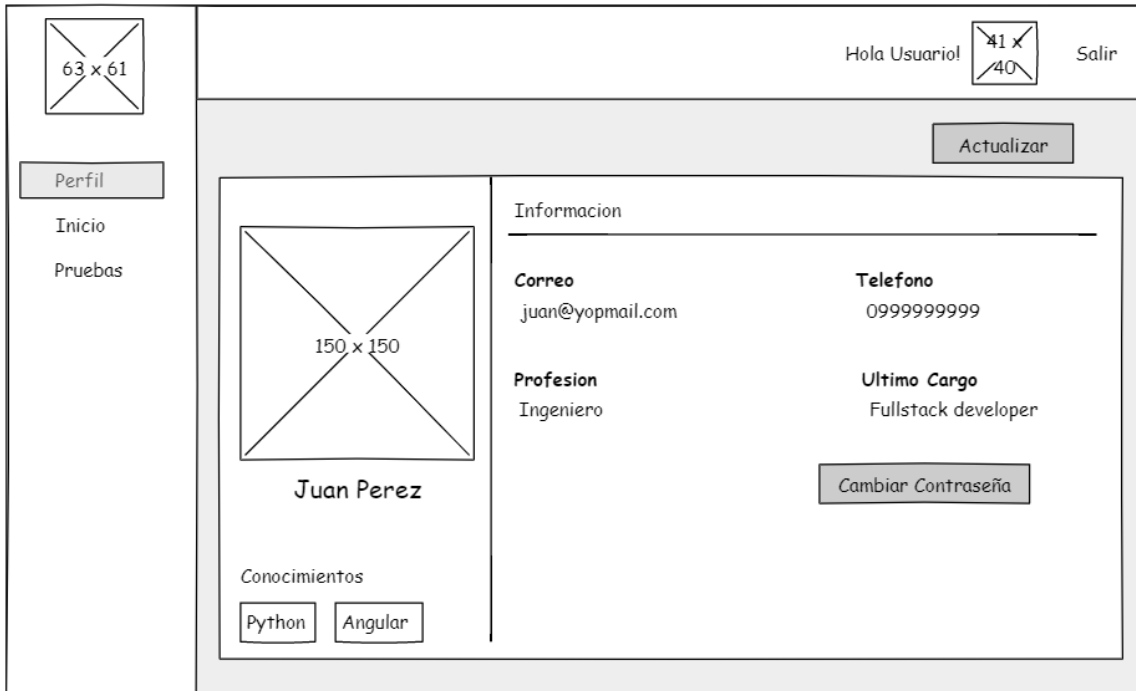 63 x 61
Hola Usuario!
41 x
40
Salir
Perfil
Inicio
Pruebas
Actualizar
150 x 150
Juan Perez
Conocimientos
Python
Angular
Informacion
Correo
juan@yopmail.com
Telefono
0999999999
Profesion
Ingeniero
Ultimo Cargo
Fullstack developer
Cambiar Contraseña